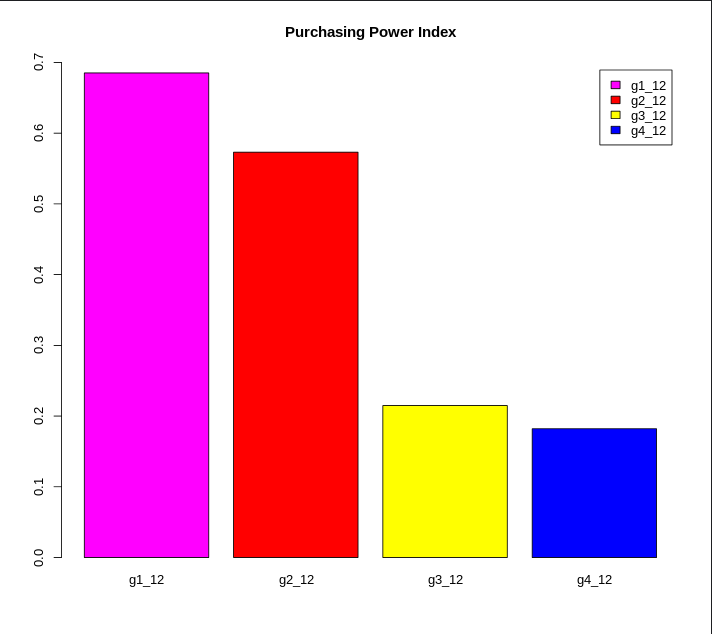 Purchasing Power Index
0.7
0.6
0.5
0.4
0.3
0.2
0.1
0.0
g1_12
g2_12
g3_12
g4_12
g1_12 g2_12 g3_12 g4_12